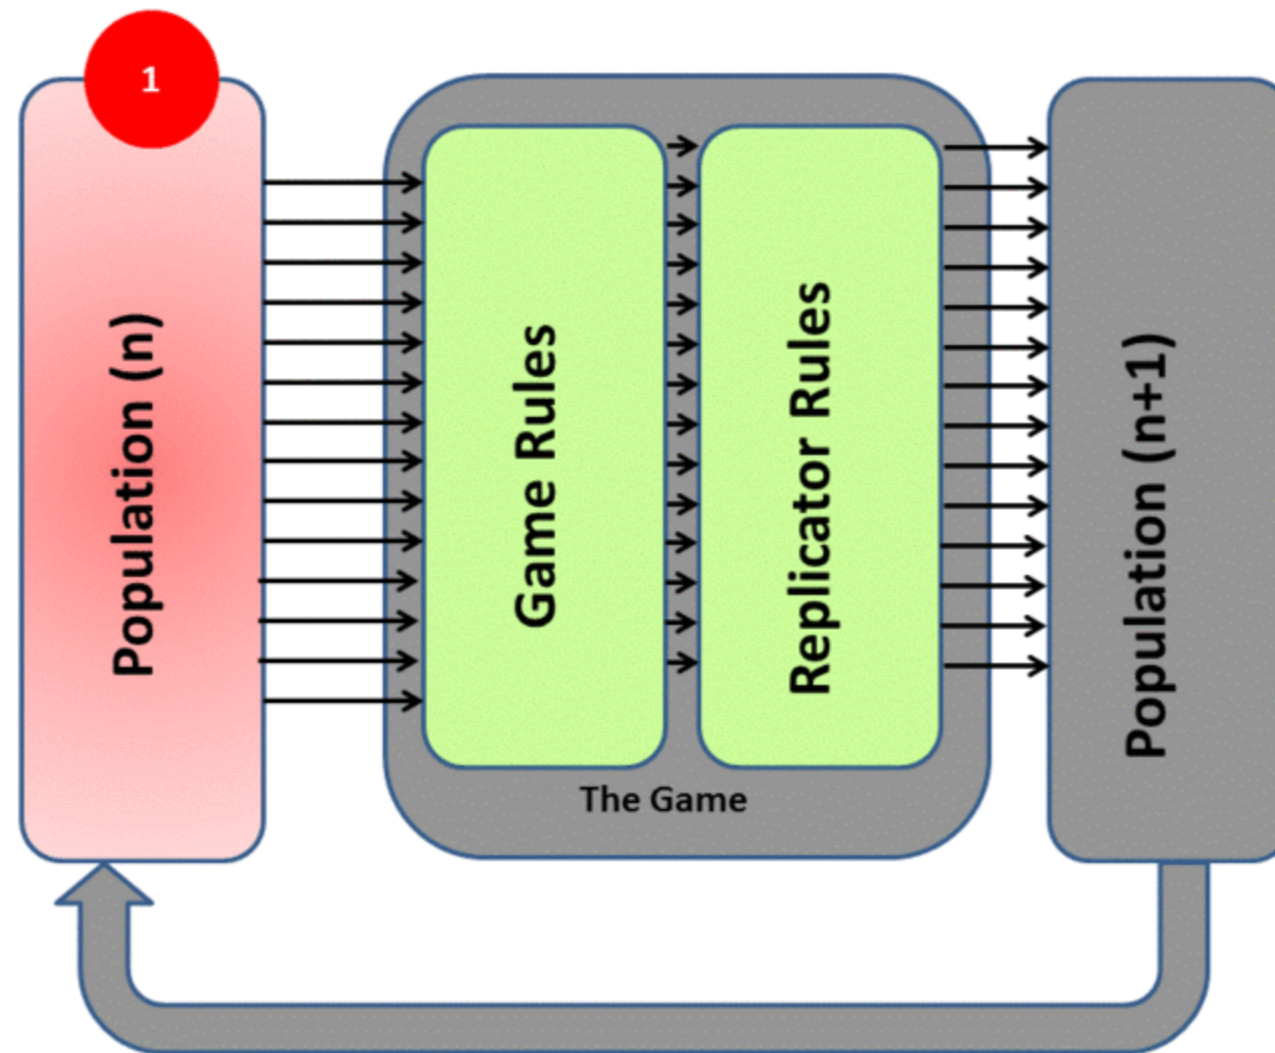 1
Population (n)
Game Rules
Replicator Rules
The Game
Population (n+1)